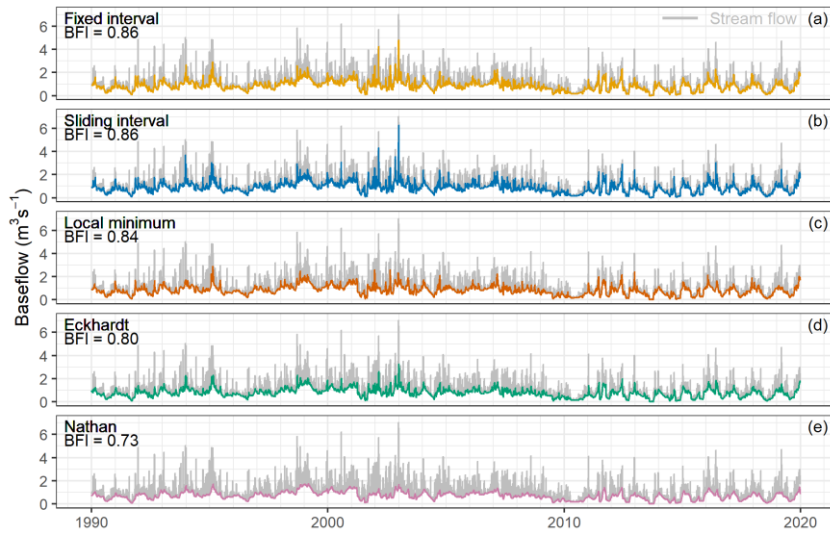 Fixed interval
BFI = 0.86
Stream flow
(a)
6
4
2
0
Sliding interval
BFI = 0.86
(b)
6
4
2
0
Local minimum
BFI = 0.84
(c)
6
4
2
0
Eckhardt
BFI = 0.80
(d)
6
4
2
0
Nathan
BFI = 0.73
(e)
6
4
2
0
Baseflow (m³s⁻¹)
1990
2000
2010
2020